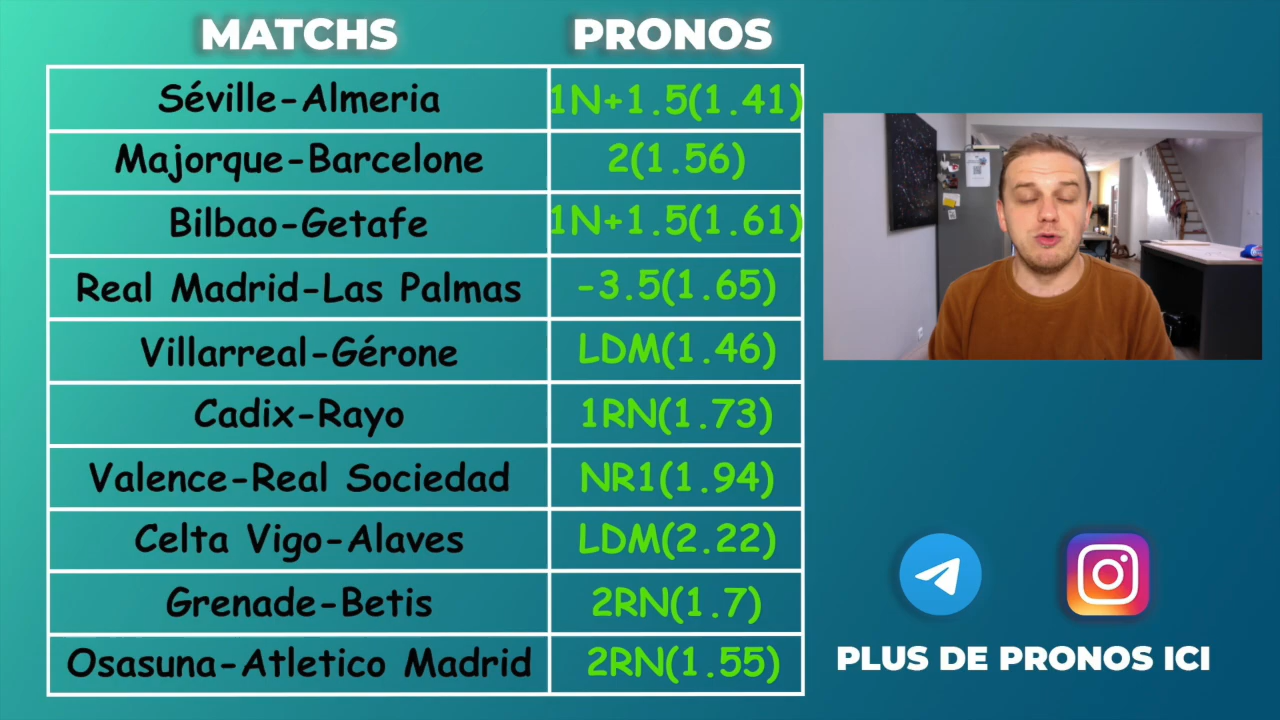 MATCHS PRONOS
Séville-Almeria 1N+1.5(1.41)
Majorque-Barcelone 2(1.56)
Bilbao-Getafe 1N+1.5(1.61)
Real Madrid-Las Palmas -3.5(1.65)
Villarreal-Gérone LDM(1.46)
Cadix-Rayo 1RN(1.73)
Valence-Real Sociedad NR1(1.94)
Celta Vigo-Alaves LDM(2.22)
Grenade-Betis 2RN(1.7)
Osasuna-Atletico Madrid 2RN(1.55)
PLUS DE PRONOS ICI